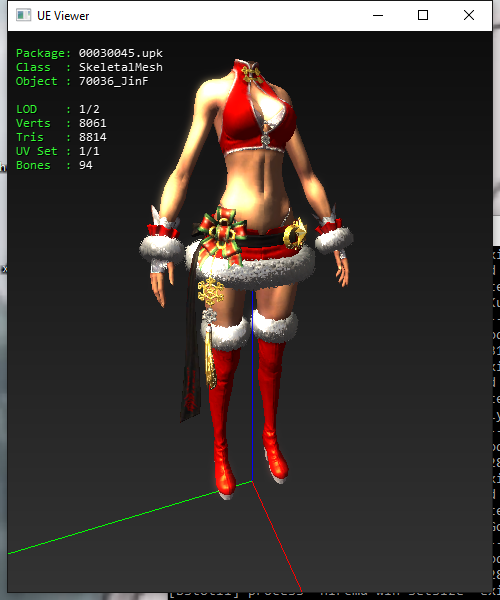 UE Viewer
Package: 00030045.upk
Class : SkeletalMesh
Object : 70036_JinF
LOD : 1/2
Verts : 8061
Tris : 8814
UV Set : 1/1
Bones : 94